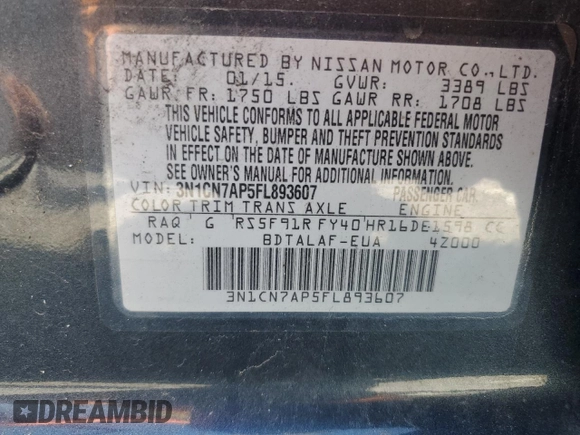 MANUFACTURED BY NISSAN MOTOR CO., LTD.
DATE: 01/15. GVWR: 3389 LBS
GAWR FR: 1750 LBS GAWR RR: 1708 LBS
THIS VEHICLE CONFORMS TO ALL APPLICABLE FEDERAL MOTOR
VEHICLE SAFETY, BUMPER AND THEFT PREVENTION STANDARDS
IN EFFECT ON THE DATE OF MANUFACTURE SHOWN ABOVE.
SEE OWNER'S MANUAL FOR ADDITIONAL INFORMATION.
VIN: 3N1CN7AP5FL893607 PASSENGER CAR
COLOR TRIM TRANS AXLE ENGINE
RAQ G RS5F91R FY40 HR16DE 1598 CC
MODEL: BDTALAF-EUA 4Z000
3N1CN7AP5FL893607
DREAMBID